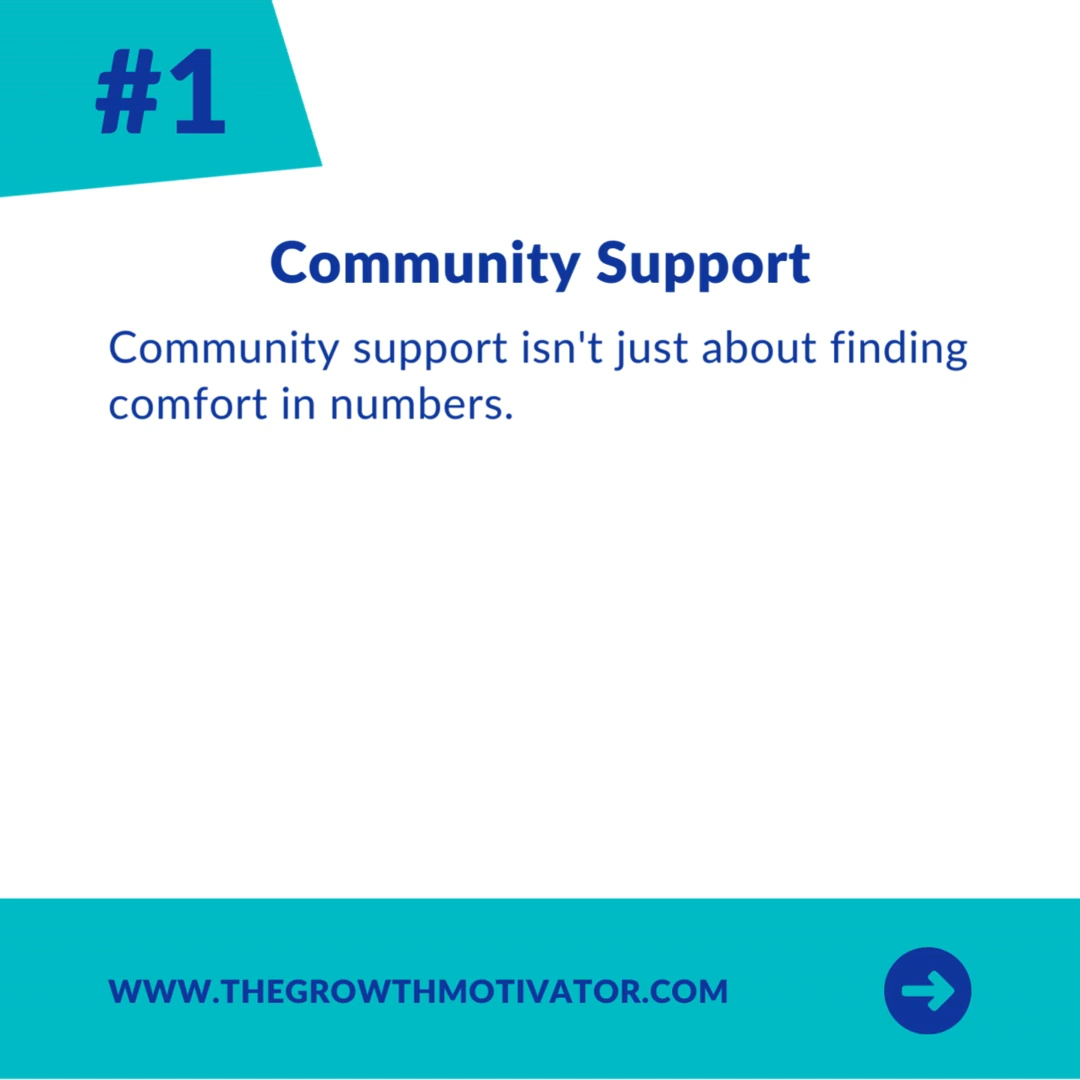 #1
Community Support
Community support isn't just about finding
comfort in numbers.
WWW.THEGROWTHMOTIVATOR.COM